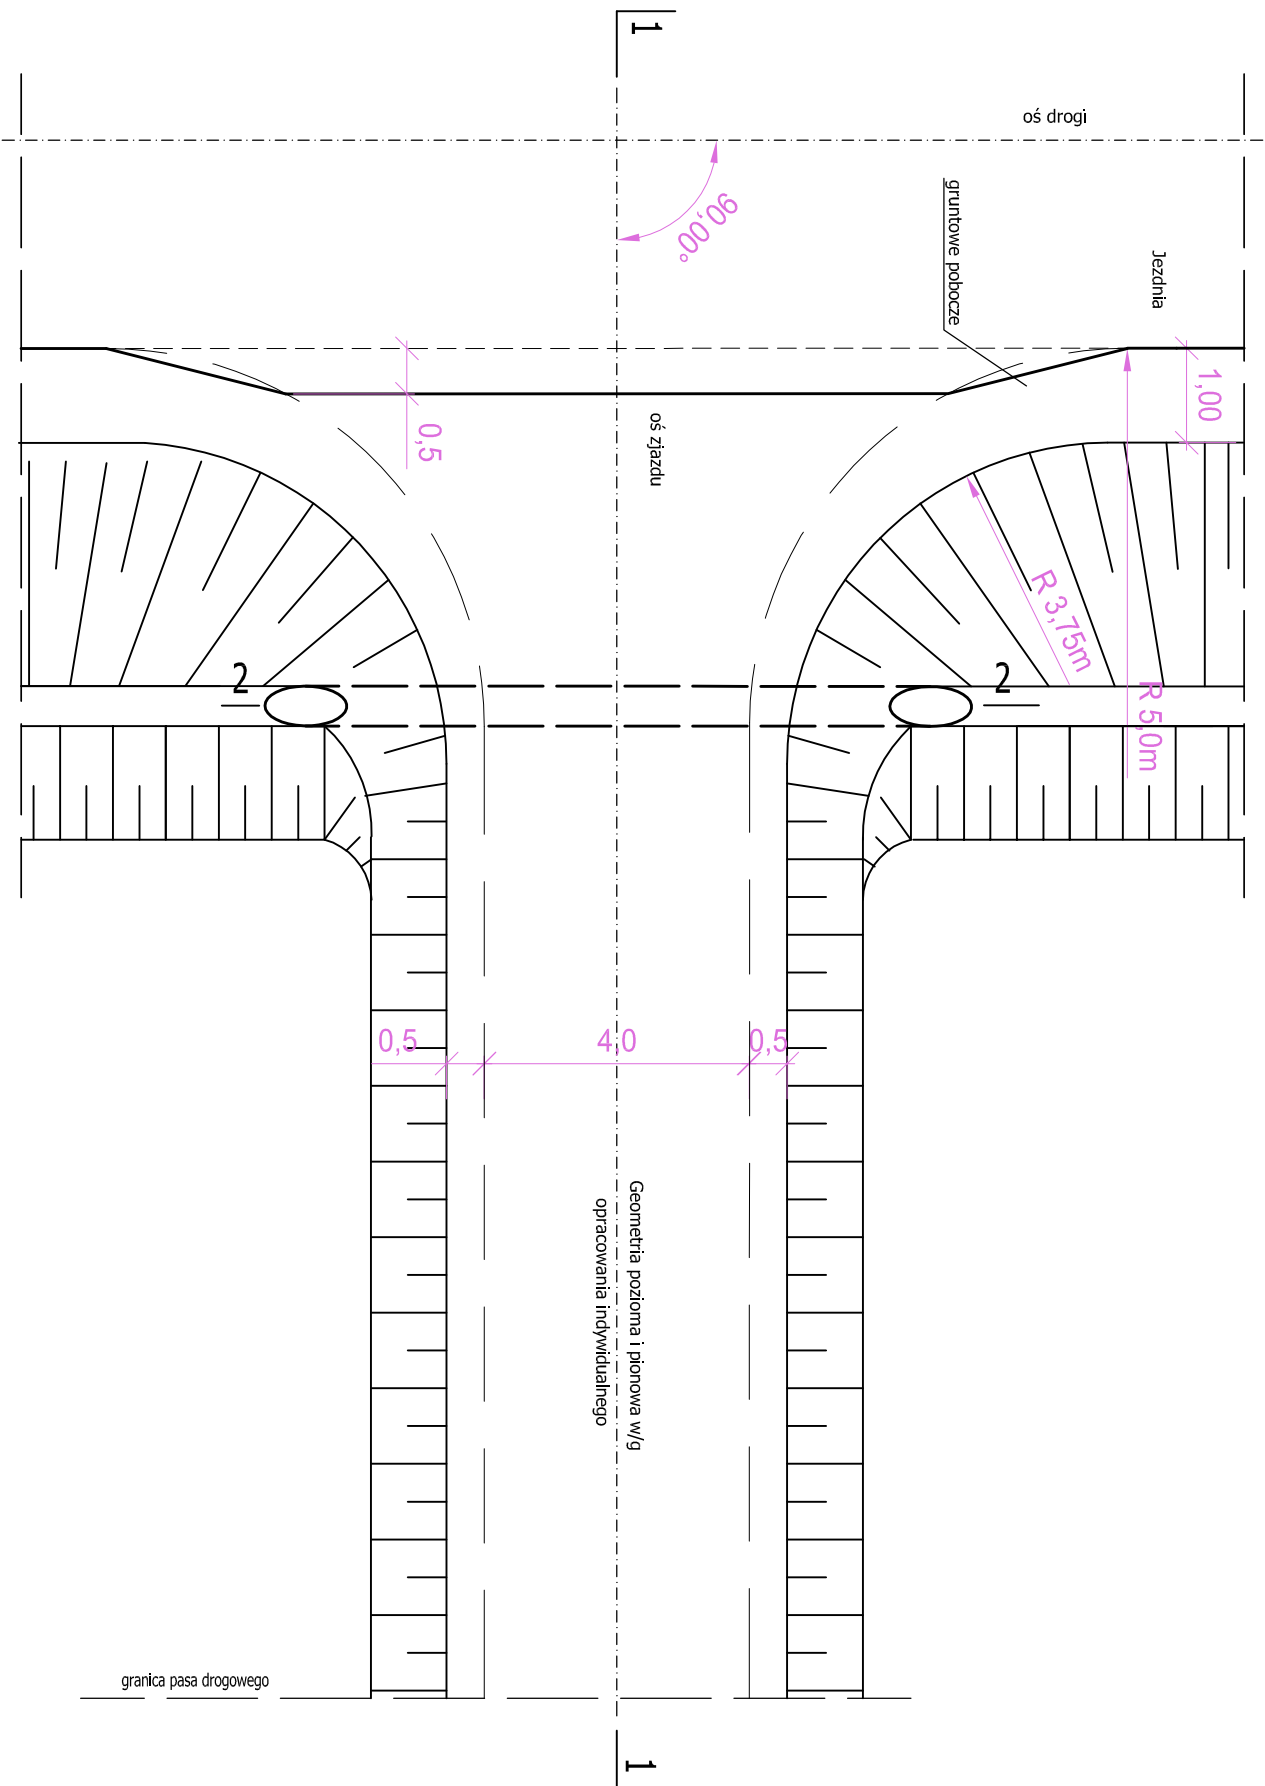 1
oś drogi
90,00°
gruntowe pobocze
Jezdnia
1,00
0,5
oś zjazdu
R 3,75m
2
2
R 5,0m
0,5
4,0
0,5
Geometria pozioma i pionowa w/g
opracowania indywidualnego
granica pasa drogowego
1